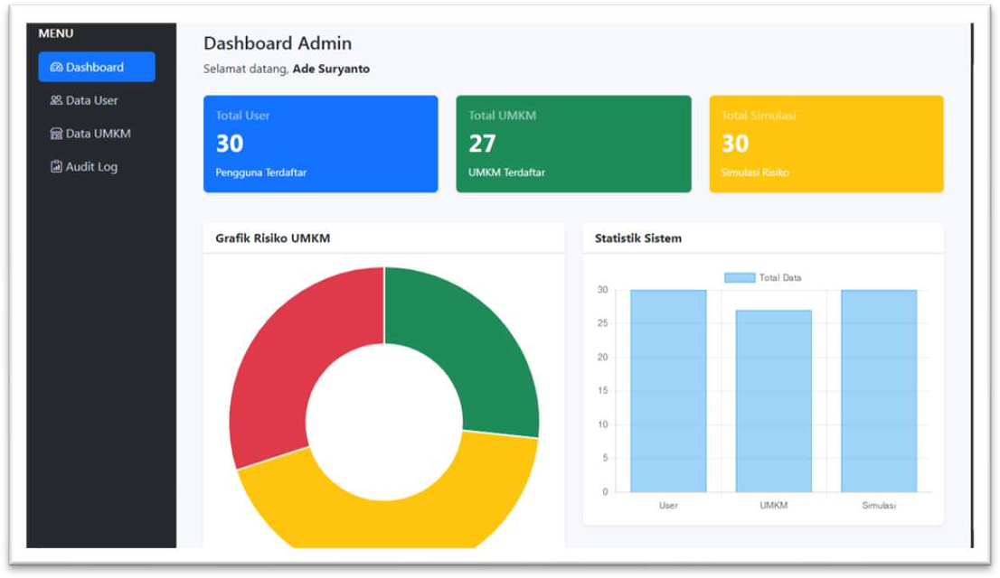 MENU
Dashboard
Data User
Data UMKM
Audit Log
Dashboard Admin
Selamat datang, Ade Suryanto
Total User
30
Pengguna Terdaftar
Total UMKM
27
UMKM Terdaftar
Total Simulasi
30
Simulasi Risiko
Grafik Risiko UMKM
Statistik Sistem
Total Data
30
25
20
15
10
5
0
User
UMKM
Simulasi